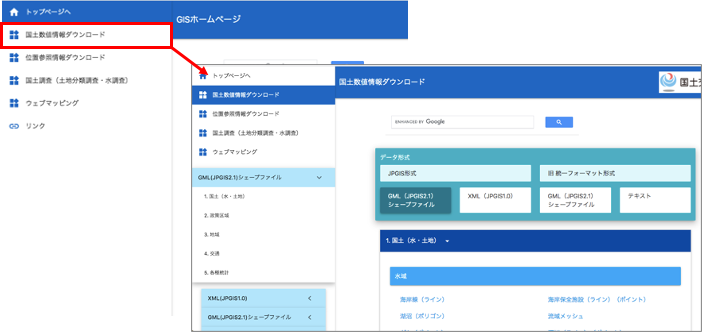 トップページへ
国土数値情報ダウンロード
位置参照情報ダウンロード
国土調査（土地分類調査・水調査）
ウェブマッピング
リンク
GISホームページ
トップページへ
国土数値情報ダウンロード
位置参照情報ダウンロード
国土調査（土地分類調査・水調査）
ウェブマッピング
GML(JPGIS2.1)シェープファイル
1. 国土（水・土地）
2. 政策区域
3. 地域
4. 交通
5. 各種統計
XML(JPGIS1.0)
GML(JPGIS2.1)シェープファイル
国土数値情報ダウンロード
国土交
ENHANCED BY Google
データ形式
JPGIS形式
旧 統一フォーマット形式
GML（JPGIS2.1）
シェープファイル
XML（JPGIS1.0）
GML（JPGIS2.1）
シェープファイル
テキスト
1. 国土（水・土地）
水域
海岸線（ライン）
海岸保全施設（ライン）（ポイント）
湖沼（ポリゴン）
流域メッシュ